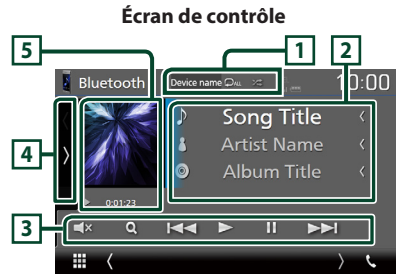 Écran de contrôle
5
1
2
Bluetooth
Device name
ALL
10:00
Song Title
Artist Name
Album Title
4
0:01:23
3